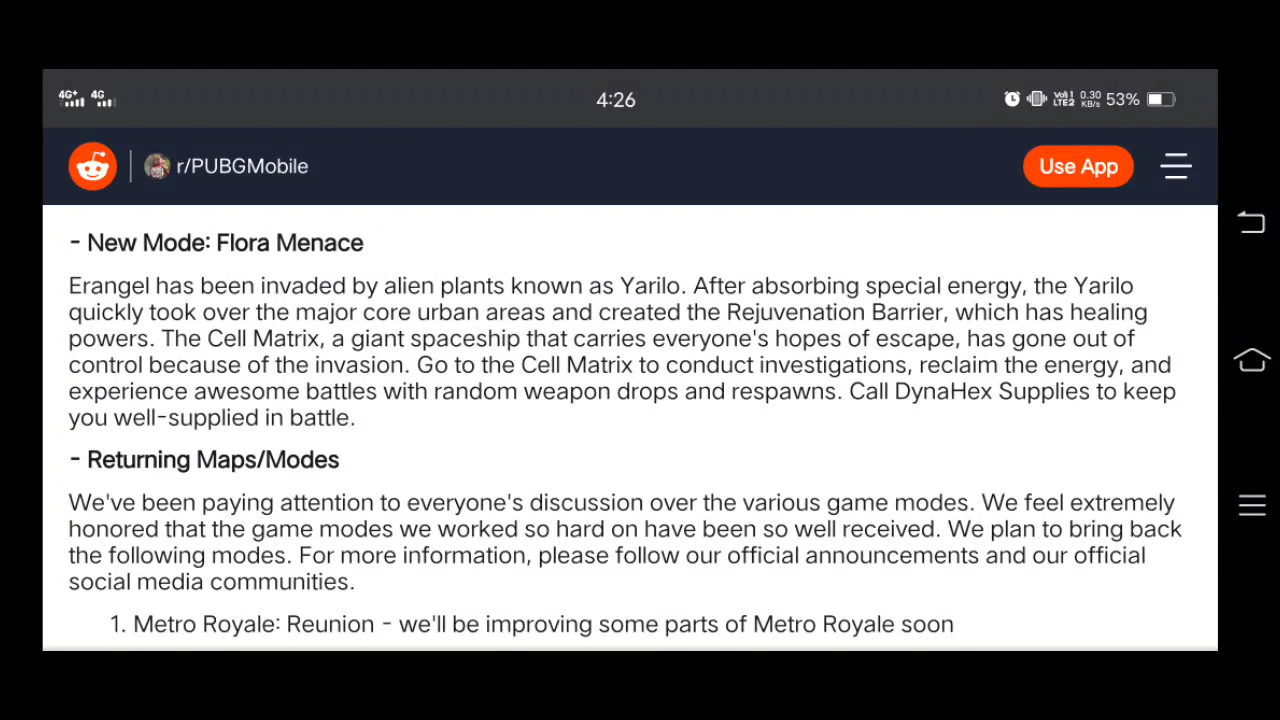 4G+ 4G 4:26 VoI) 1 LTE2 0.30 KB/s 53%
r/PUBGMobile Use App
- New Mode: Flora Menace
Erangel has been invaded by alien plants known as Yarilo. After absorbing special energy, the Yarilo
quickly took over the major core urban areas and created the Rejuvenation Barrier, which has healing
powers. The Cell Matrix, a giant spaceship that carries everyone's hopes of escape, has gone out of
control because of the invasion. Go to the Cell Matrix to conduct investigations, reclaim the energy, and
experience awesome battles with random weapon drops and respawns. Call DynaHex Supplies to keep
you well-supplied in battle.
- Returning Maps/Modes
We've been paying attention to everyone's discussion over the various game modes. We feel extremely
honored that the game modes we worked so hard on have been so well received. We plan to bring back
the following modes. For more information, please follow our official announcements and our official
social media communities.
1. Metro Royale: Reunion - we'll be improving some parts of Metro Royale soon